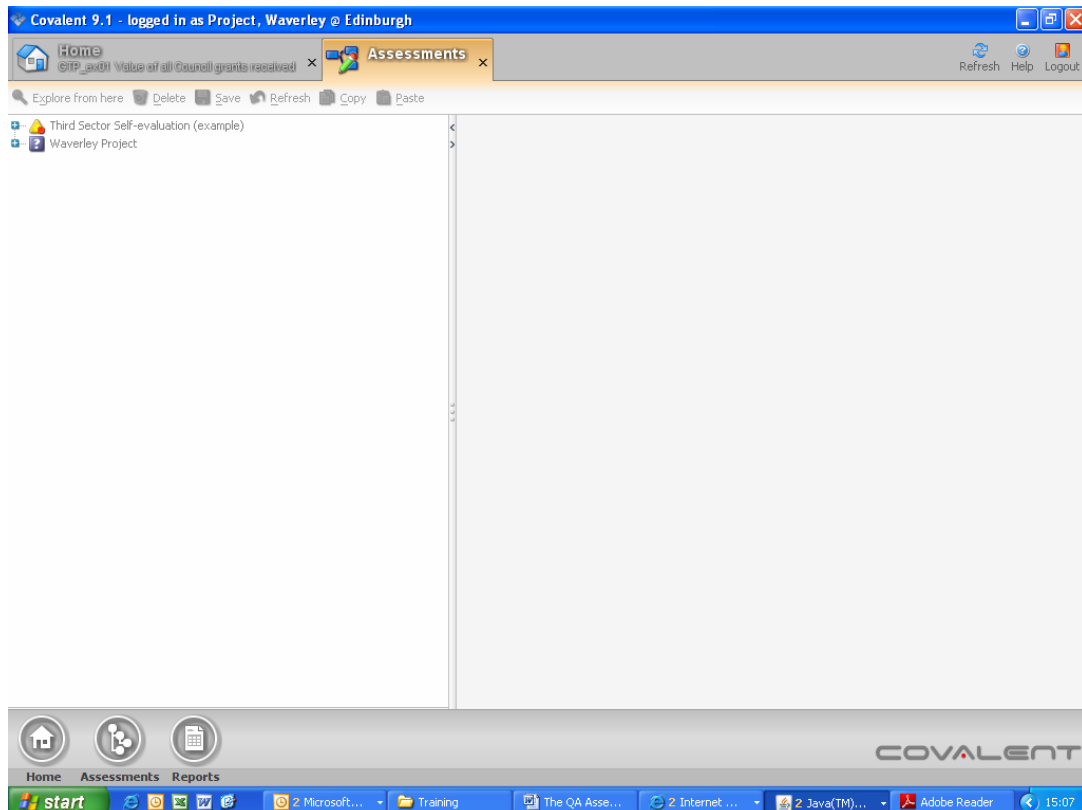 Covalent 9.1 - logged in as Project, Waverley @ Edinburgh
Home
Value of all Council grants received
Assessments
Refresh Help Logout
Explore from here Delete Save Refresh Copy Paste
Third Sector Self-evaluation (example)
Waverley Project
COVALENT
Home Assessments Reports
start 2 Microsoft... Training The QA Asse... 2 Internet ... 2 Java(TM)... Adobe Reader 15:07